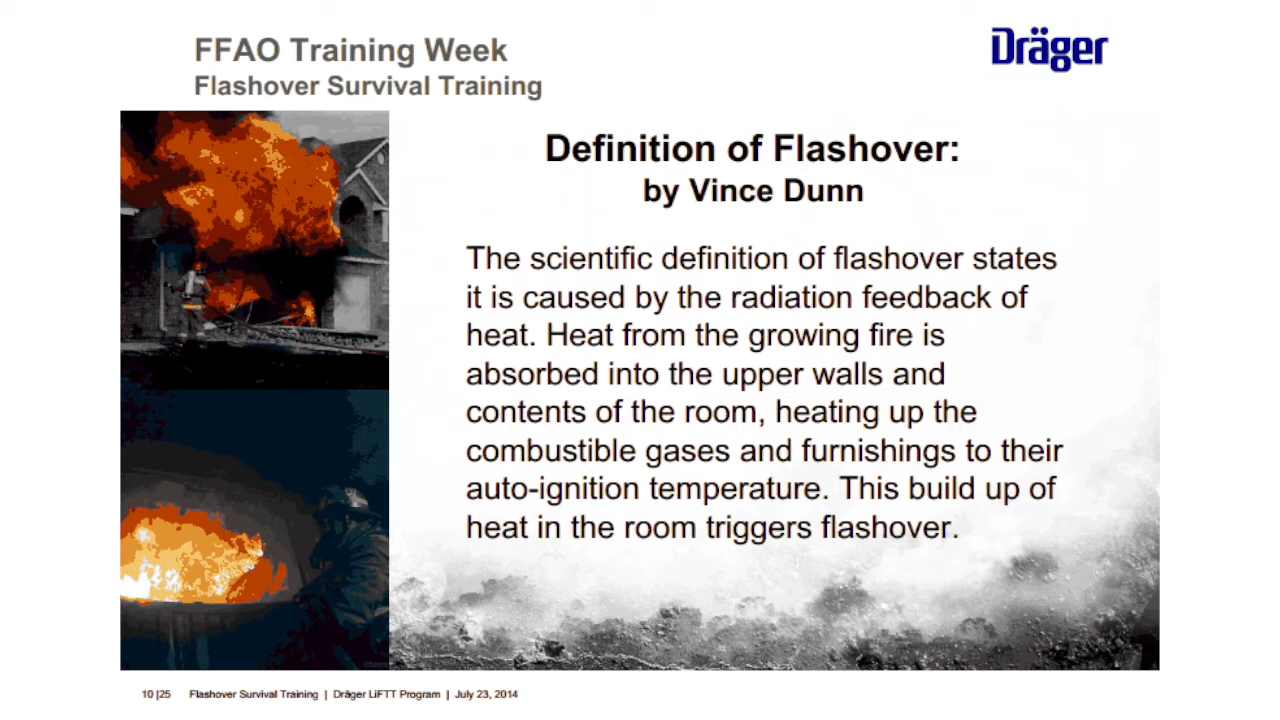 FFAO Training Week
Flashover Survival Training
Dräger
Definition of Flashover:
by Vince Dunn
The scientific definition of flashover states
it is caused by the radiation feedback of
heat. Heat from the growing fire is
absorbed into the upper walls and
contents of the room, heating up the
combustible gases and furnishings to their
auto-ignition temperature. This build up of
heat in the room triggers flashover.
10 |25 Flashover Survival Training | Dräger LiFTT Program | July 23, 2014